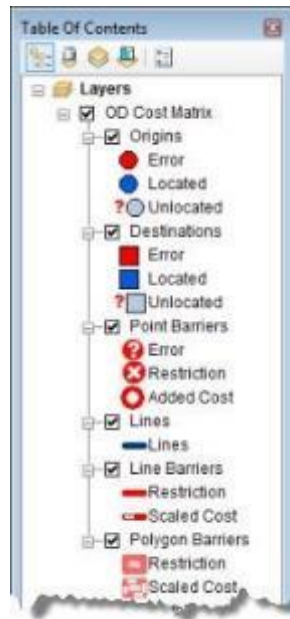 Table Of Contents
Layers
OD Cost Matrix
Origins
Error
Located
? Unlocated
Destinations
Error
Located
? Unlocated
Point Barriers
? Error
Restriction
Added Cost
Lines
Lines
Line Barriers
Restriction
Scaled Cost
Polygon Barriers
Restriction
Scaled Cost